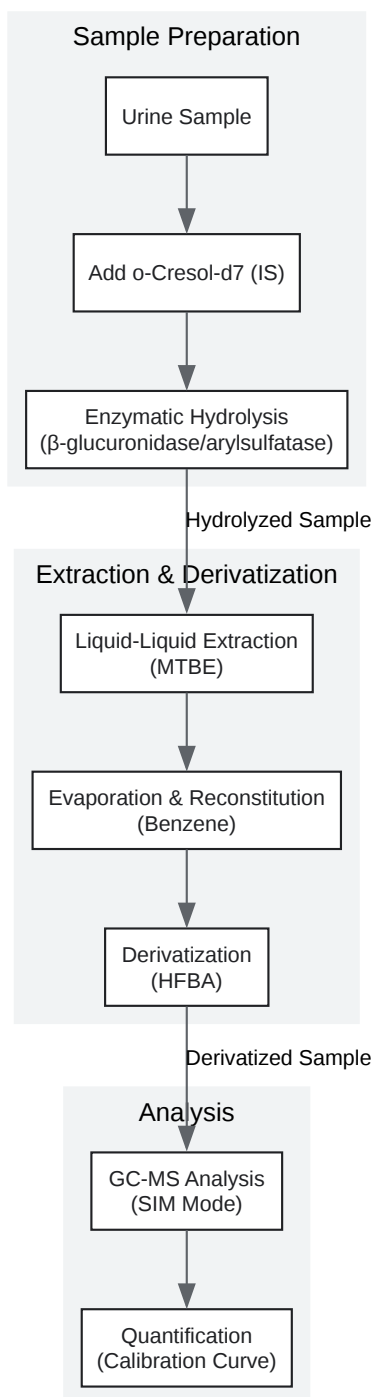 Sample Preparation
Urine Sample
Add o-Cresol-d7 (IS)
Enzymatic Hydrolysis
(β-glucuronidase/arylsulfatase)
Hydrolyzed Sample
Extraction & Derivatization
Liquid-Liquid Extraction
(MTBE)
Evaporation & Reconstitution
(Benzene)
Derivatization
(HFBA)
Derivatized Sample
Analysis
GC-MS Analysis
(SIM Mode)
Quantification
(Calibration Curve)